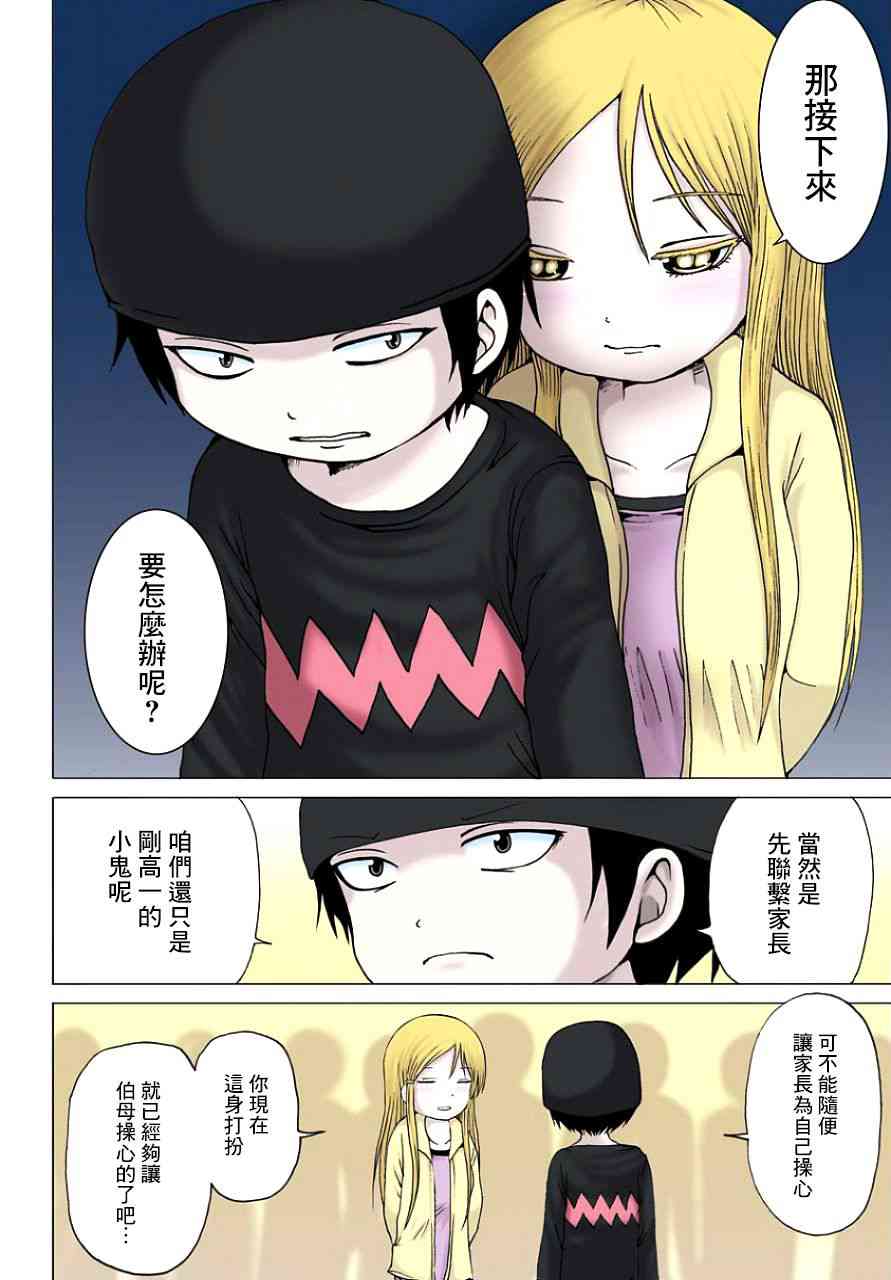 那接下來
要怎麼辦呢?
當然是
先聯繫家長
咱們還只是
剛高一的
小鬼呢
可不能隨便
讓家長為自己操心
你現在
這身打扮
就已經夠讓
伯母操心的了吧…